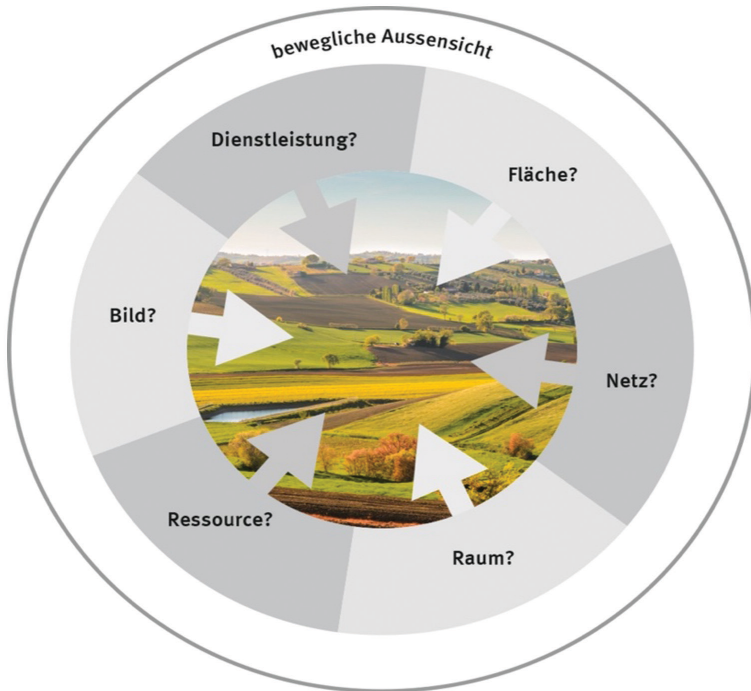 bewegliche Aussensicht
Dienstleistung?
Fläche?
Bild?
Netz?
Ressource?
Raum?